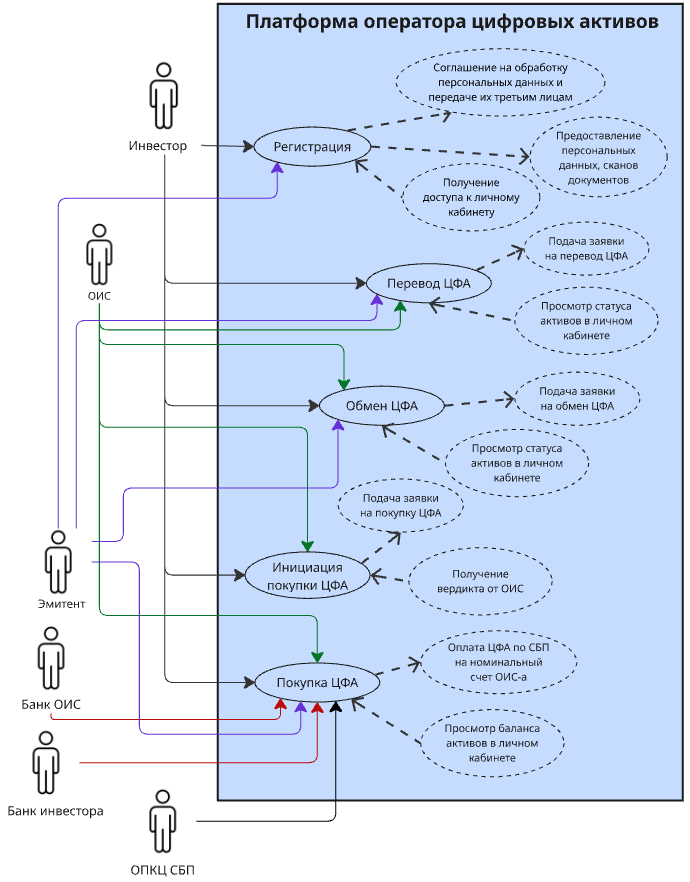 Платформа оператора цифровых активов
Соглашение на обработку
персональных данных и
передаче их третьим лицам
Инвестор
Регистрация
Предоставление
персональных
данных, сканов
документов
Получение
доступа к личному
кабинету
ОИС
Подача заявки
на перевод ЦФА
Перевод ЦФА
Просмотр статуса
активов в личном
кабинете
Обмен ЦФА
Подача заявки
на обмен ЦФА
Просмотр статуса
активов в личном
кабинете
Подача заявки
на покупку ЦФА
Эмитент
Инициация
покупки ЦФА
Получение
вердикта от ОИС
Банк ОИС
Покупка ЦФА
Оплата ЦФА по СБП
на номинальный
счет ОИС-а
Просмотр баланса
активов в личном
кабинете
Банк инвестора
ОПКЦ СБП